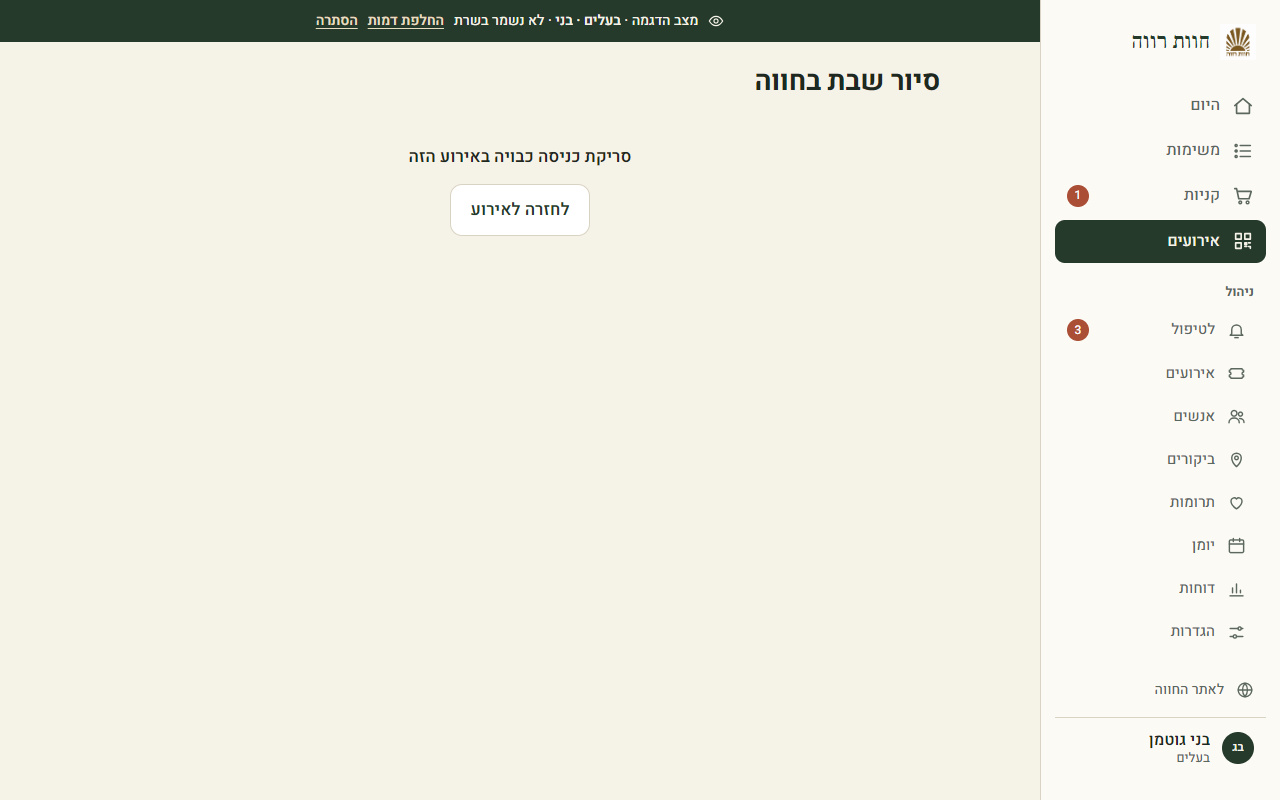 חוות רווה
היום
משימות
קניות 1
אירועים
ניהול
לטיפול 3
אירועים
אנשים
ביקורים
תרומות
יומן
דוחות
הגדרות
לאתר החווה
בג
בני גוטמן
בעלים
מצב הדגמה · בעלים · בני · לא נשמר בשרת החלפת דמות הסתרה
סיור שבת בחווה
סריקת כניסה כבויה באירוע הזה
לחזרה לאירוע